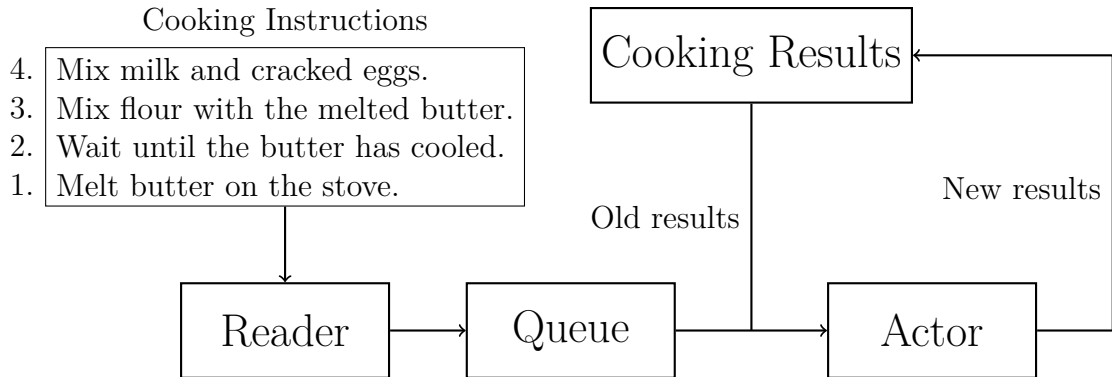 Cooking Instructions
4. Mix milk and cracked eggs.
3. Mix flour with the melted butter.
2. Wait until the butter has cooled.
1. Melt butter on the stove.
Cooking Results
Old results
New results
Reader
Queue
Actor